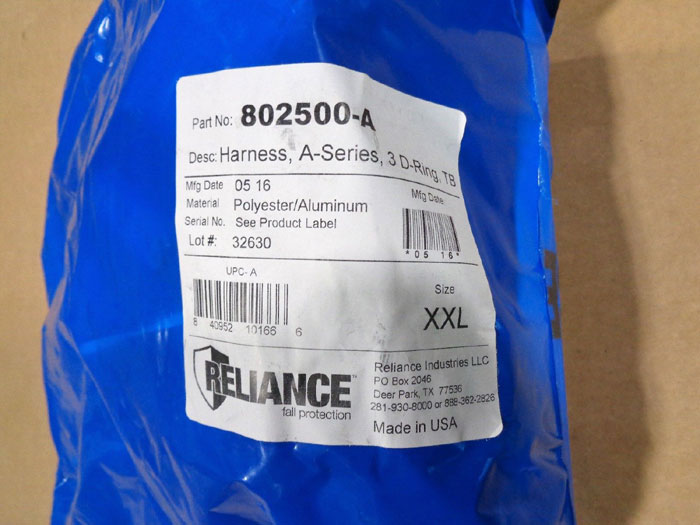 Part No: 802500-A
Desc: Harness, A-Series, 3 D-Ring, TB
Mfg Date 05 16
Material Polyester/Aluminum
Serial No. See Product Label
Lot #: 32630
Mfg Date
*05 16*
UPC-A
8 40952 10166 6
Size
XXL
RELIANCE™
fall protection
Reliance Industries LLC
PO Box 2046
Deer Park, TX 77536
281-930-8000 or 888-362-2826
Made in USA